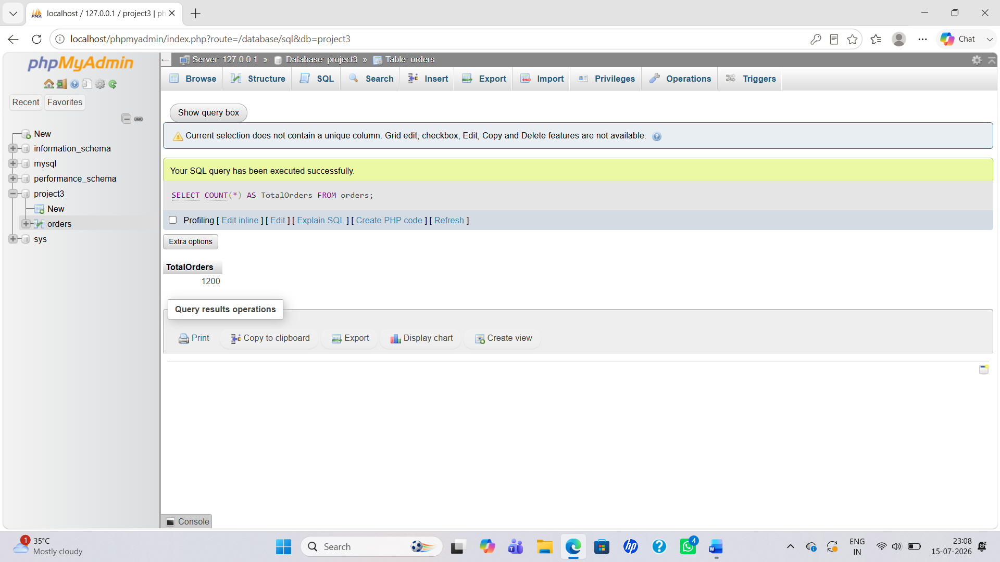 localhost / 127.0.0.1 / project3 | ph
localhost/phpmyadmin/index.php?route=/database/sql&db=project3
Chat
phpMyAdmin
Recent
Favorites
New
information_schema
mysql
performance_schema
project3
New
orders
sys
Server: 127.0.0.1 » Database: project3 » Table: orders
Browse
Structure
SQL
Search
Insert
Export
Import
Privileges
Operations
Triggers
Show query box
Current selection does not contain a unique column. Grid edit, checkbox, Edit, Copy and Delete features are not available.
Your SQL query has been executed successfully.
SELECT COUNT(*) AS TotalOrders FROM orders;
Profiling [ Edit inline ] [ Edit ] [ Explain SQL ] [ Create PHP code ] [ Refresh ]
Extra options
TotalOrders
1200
Query results operations
Print
Copy to clipboard
Export
Display chart
Create view
Console
1
35°C
Mostly cloudy
Search
4
ENG
IN
23:08
15-07-2026